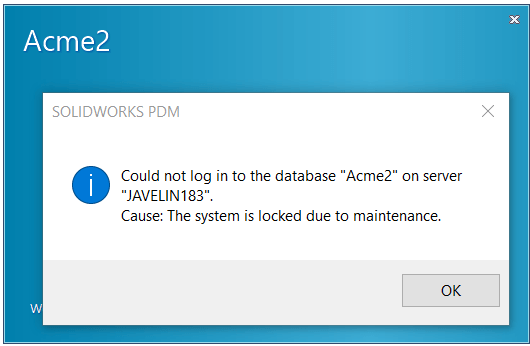 Acme2
SOLIDWORKS PDM
Could not log in to the database "Acme2" on server
"JAVELIN183".
Cause: The system is locked due to maintenance.
OK
W